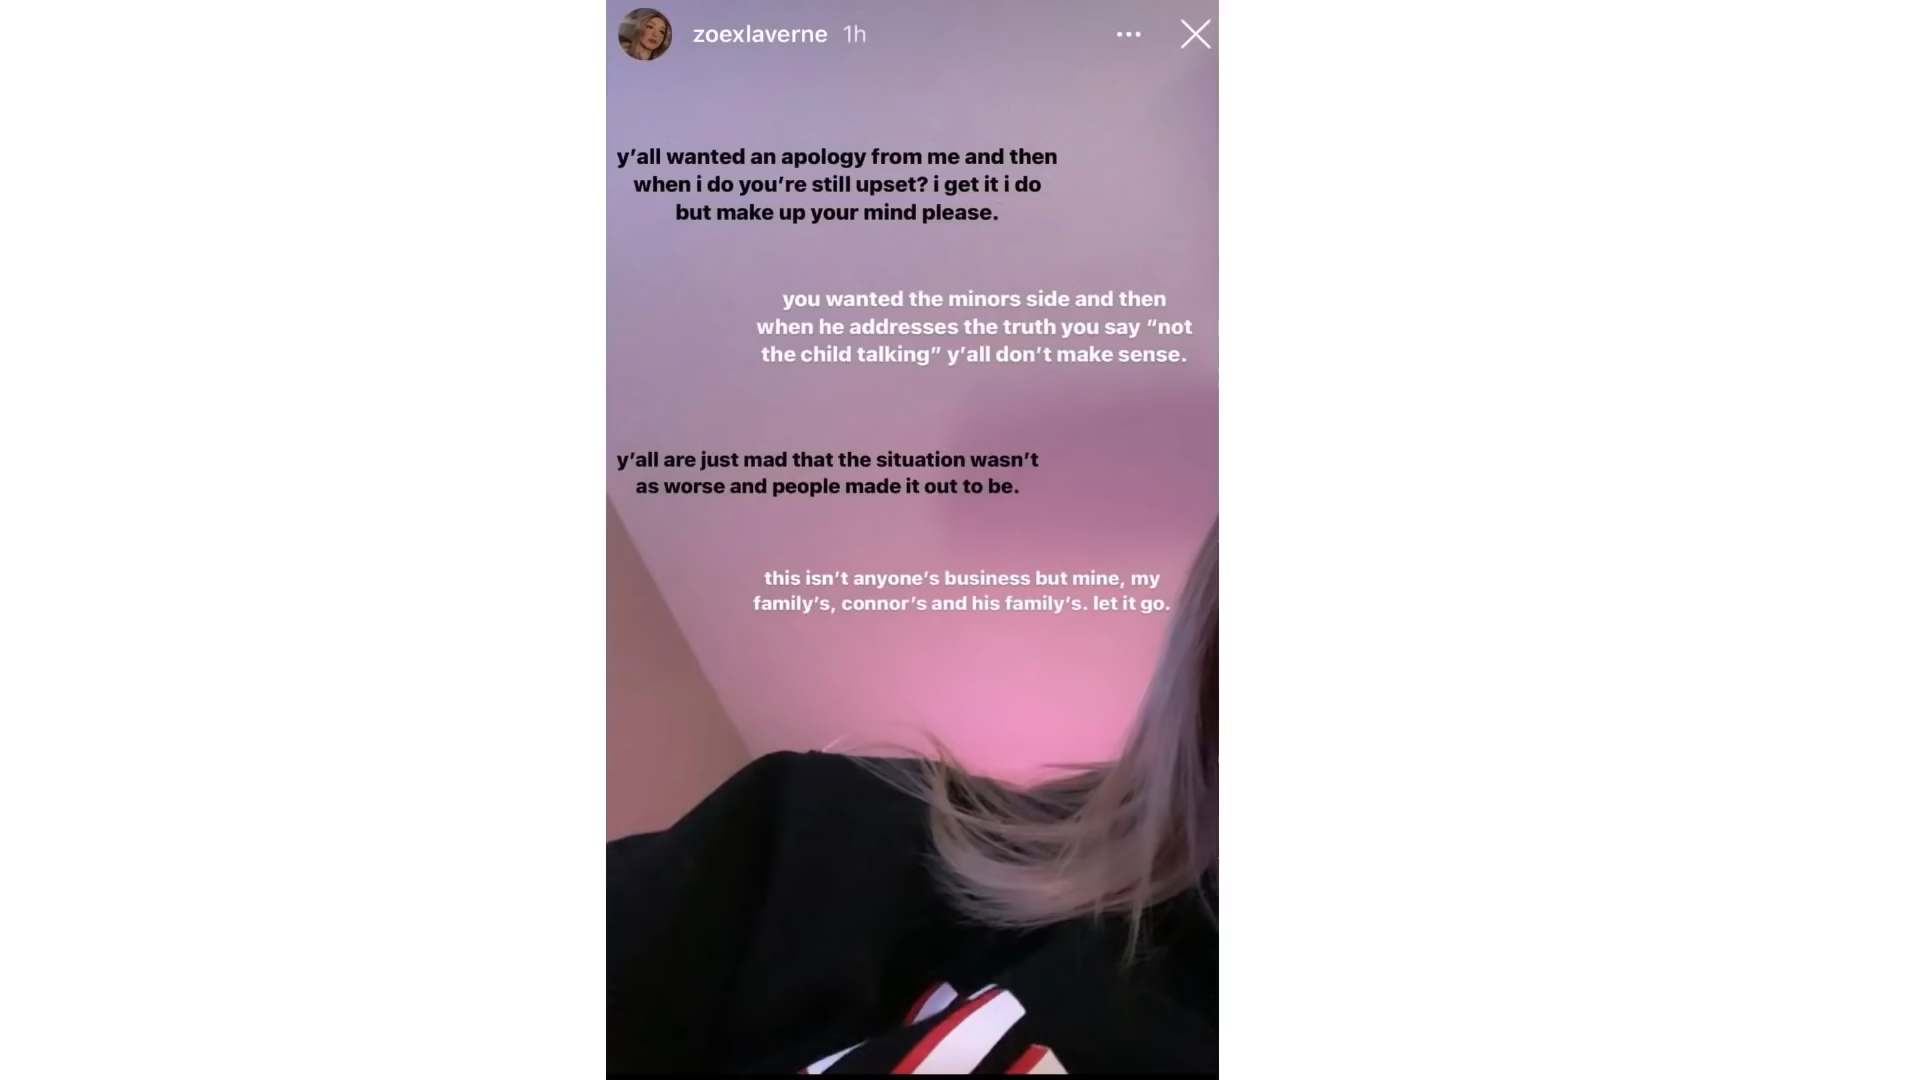 zoexlaverne 1h
y’all wanted an apology from me and then
when i do you’re still upset? i get it i do
but make up your mind please.
you wanted the minors side and then
when he addresses the truth you say “not
the child talking” y’all don’t make sense.
y’all are just mad that the situation wasn’t
as worse and people made it out to be.
this isn’t anyone’s business but mine, my
family’s, connor’s and his family’s. let it go.